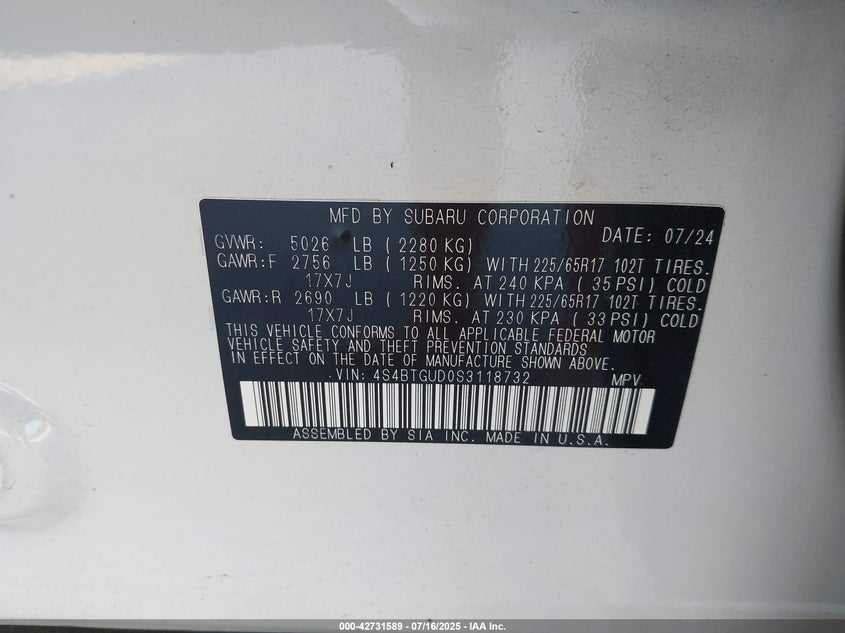 MFD BY SUBARU CORPORATION
DATE: 07/24
GVWR: 5026 LB (2280 KG)
GAWR:F 2756 LB (1250 KG) WITH 225/65R17 102T TIRES.
17X7J RIMS. AT 240 KPA (35 PSI) COLD
GAWR:R 2690 LB (1220 KG) WITH 225/65R17 102T TIRES.
17X7J RIMS. AT 230 KPA (33 PSI) COLD
THIS VEHICLE CONFORMS TO ALL APPLICABLE FEDERAL MOTOR
VEHICLE SAFETY AND THEFT PREVENTION STANDARDS
IN EFFECT ON THE DATE OF MANUFACTURE SHOWN ABOVE.
VIN: 4S4BTGUD0S3118732 MPV
ASSEMBLED BY SIA INC. MADE IN U.S.A.
000-42731589 - 07/16/2025 - IAA Inc.